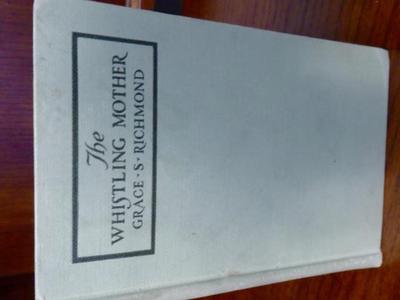 The
WHISTLING MOTHER
GRACE · S · RICHMOND